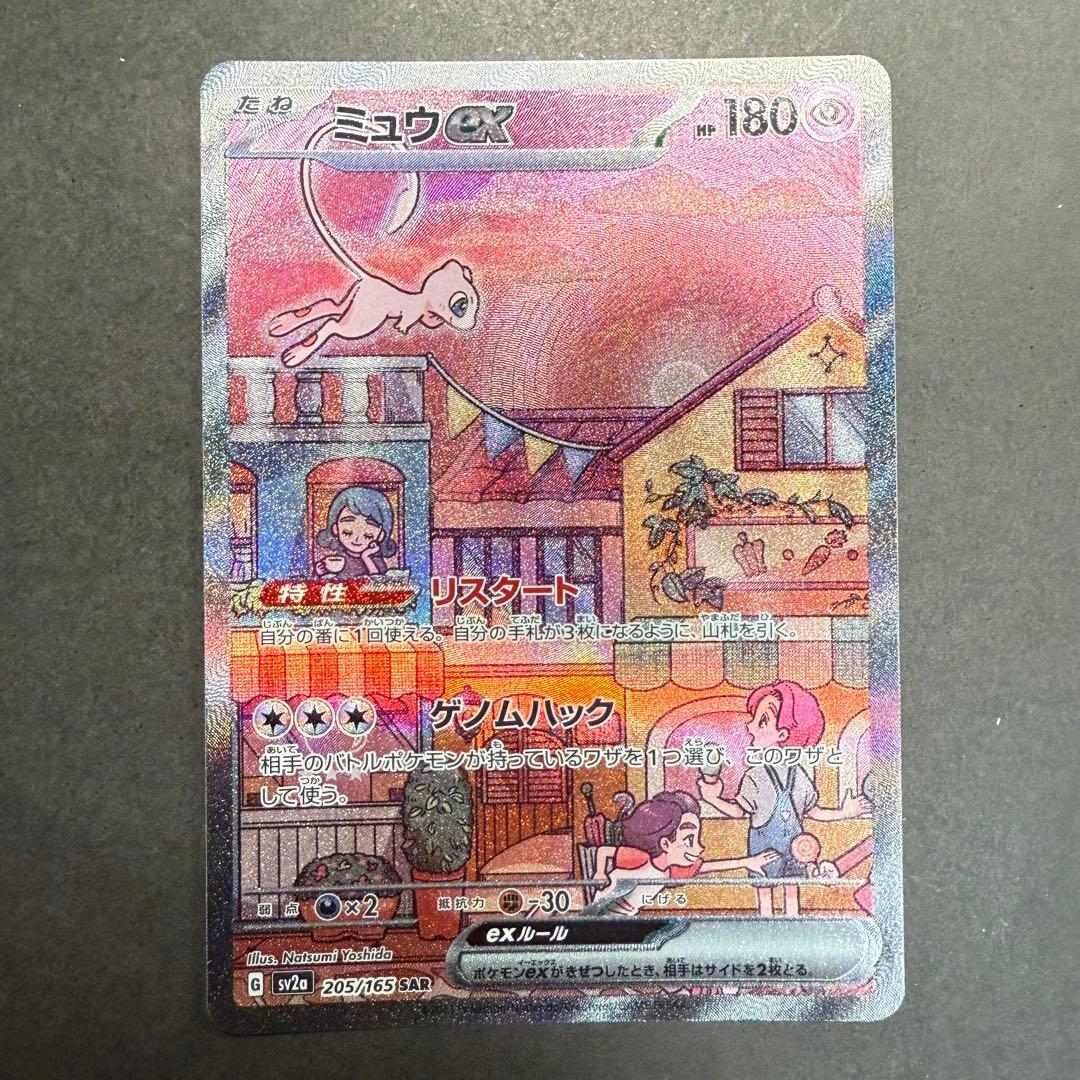 たね ミュウex HP 180
特性 リスタート
自分の番に1回使える。自分の手札が3枚になるように、山札を引く。
ゲノムハック
相手のバトルポケモンが持っているワザを1つ選び、このワザと
して使う。
弱点 ×2 抵抗力 -30 にげる
exルール
ポケモンexがきぜつしたとき、相手はサイドを2枚とる。
Illus. Natsumi Yoshida
G sv2a 205/165 SAR